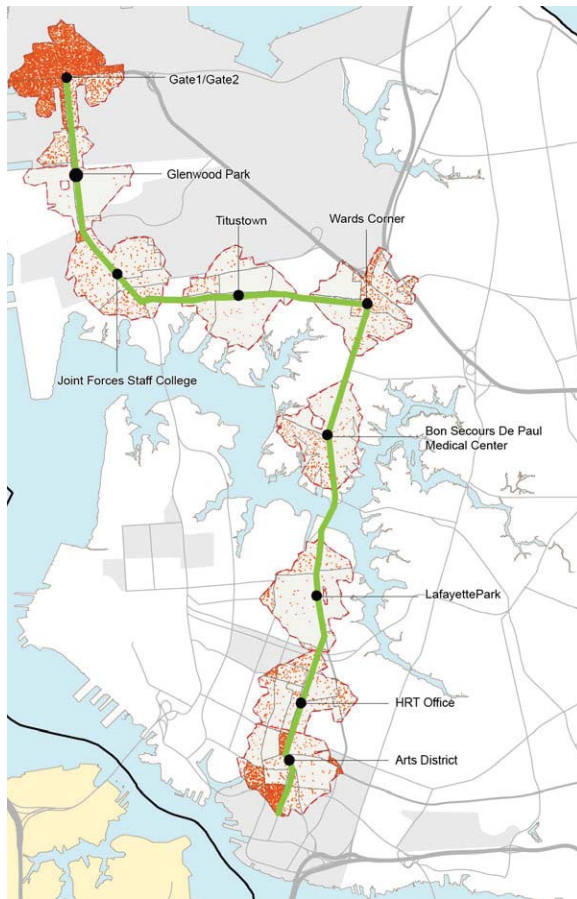 Gate1/Gate2
Glenwood Park
Titustown
Wards Corner
Joint Forces Staff College
Bon Secours De Paul
Medical Center
LafayettePark
HRT Office
Arts District